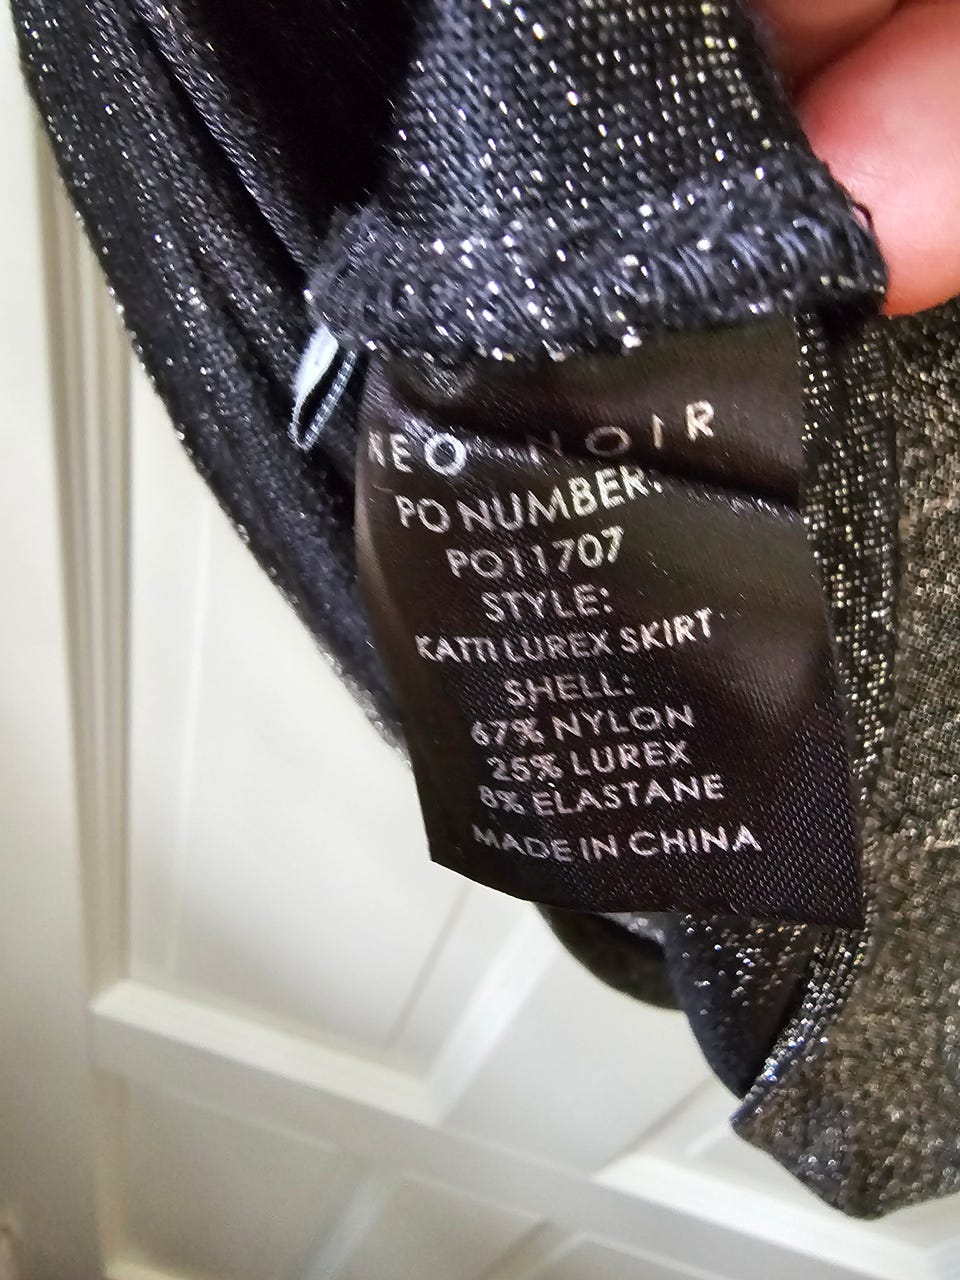 NEO NOIR
PO NUMBER:
PO11707
STYLE:
KATTI LUREX SKIRT
SHELL:
67% NYLON
25% LUREX
8% ELASTANE
MADE IN CHINA